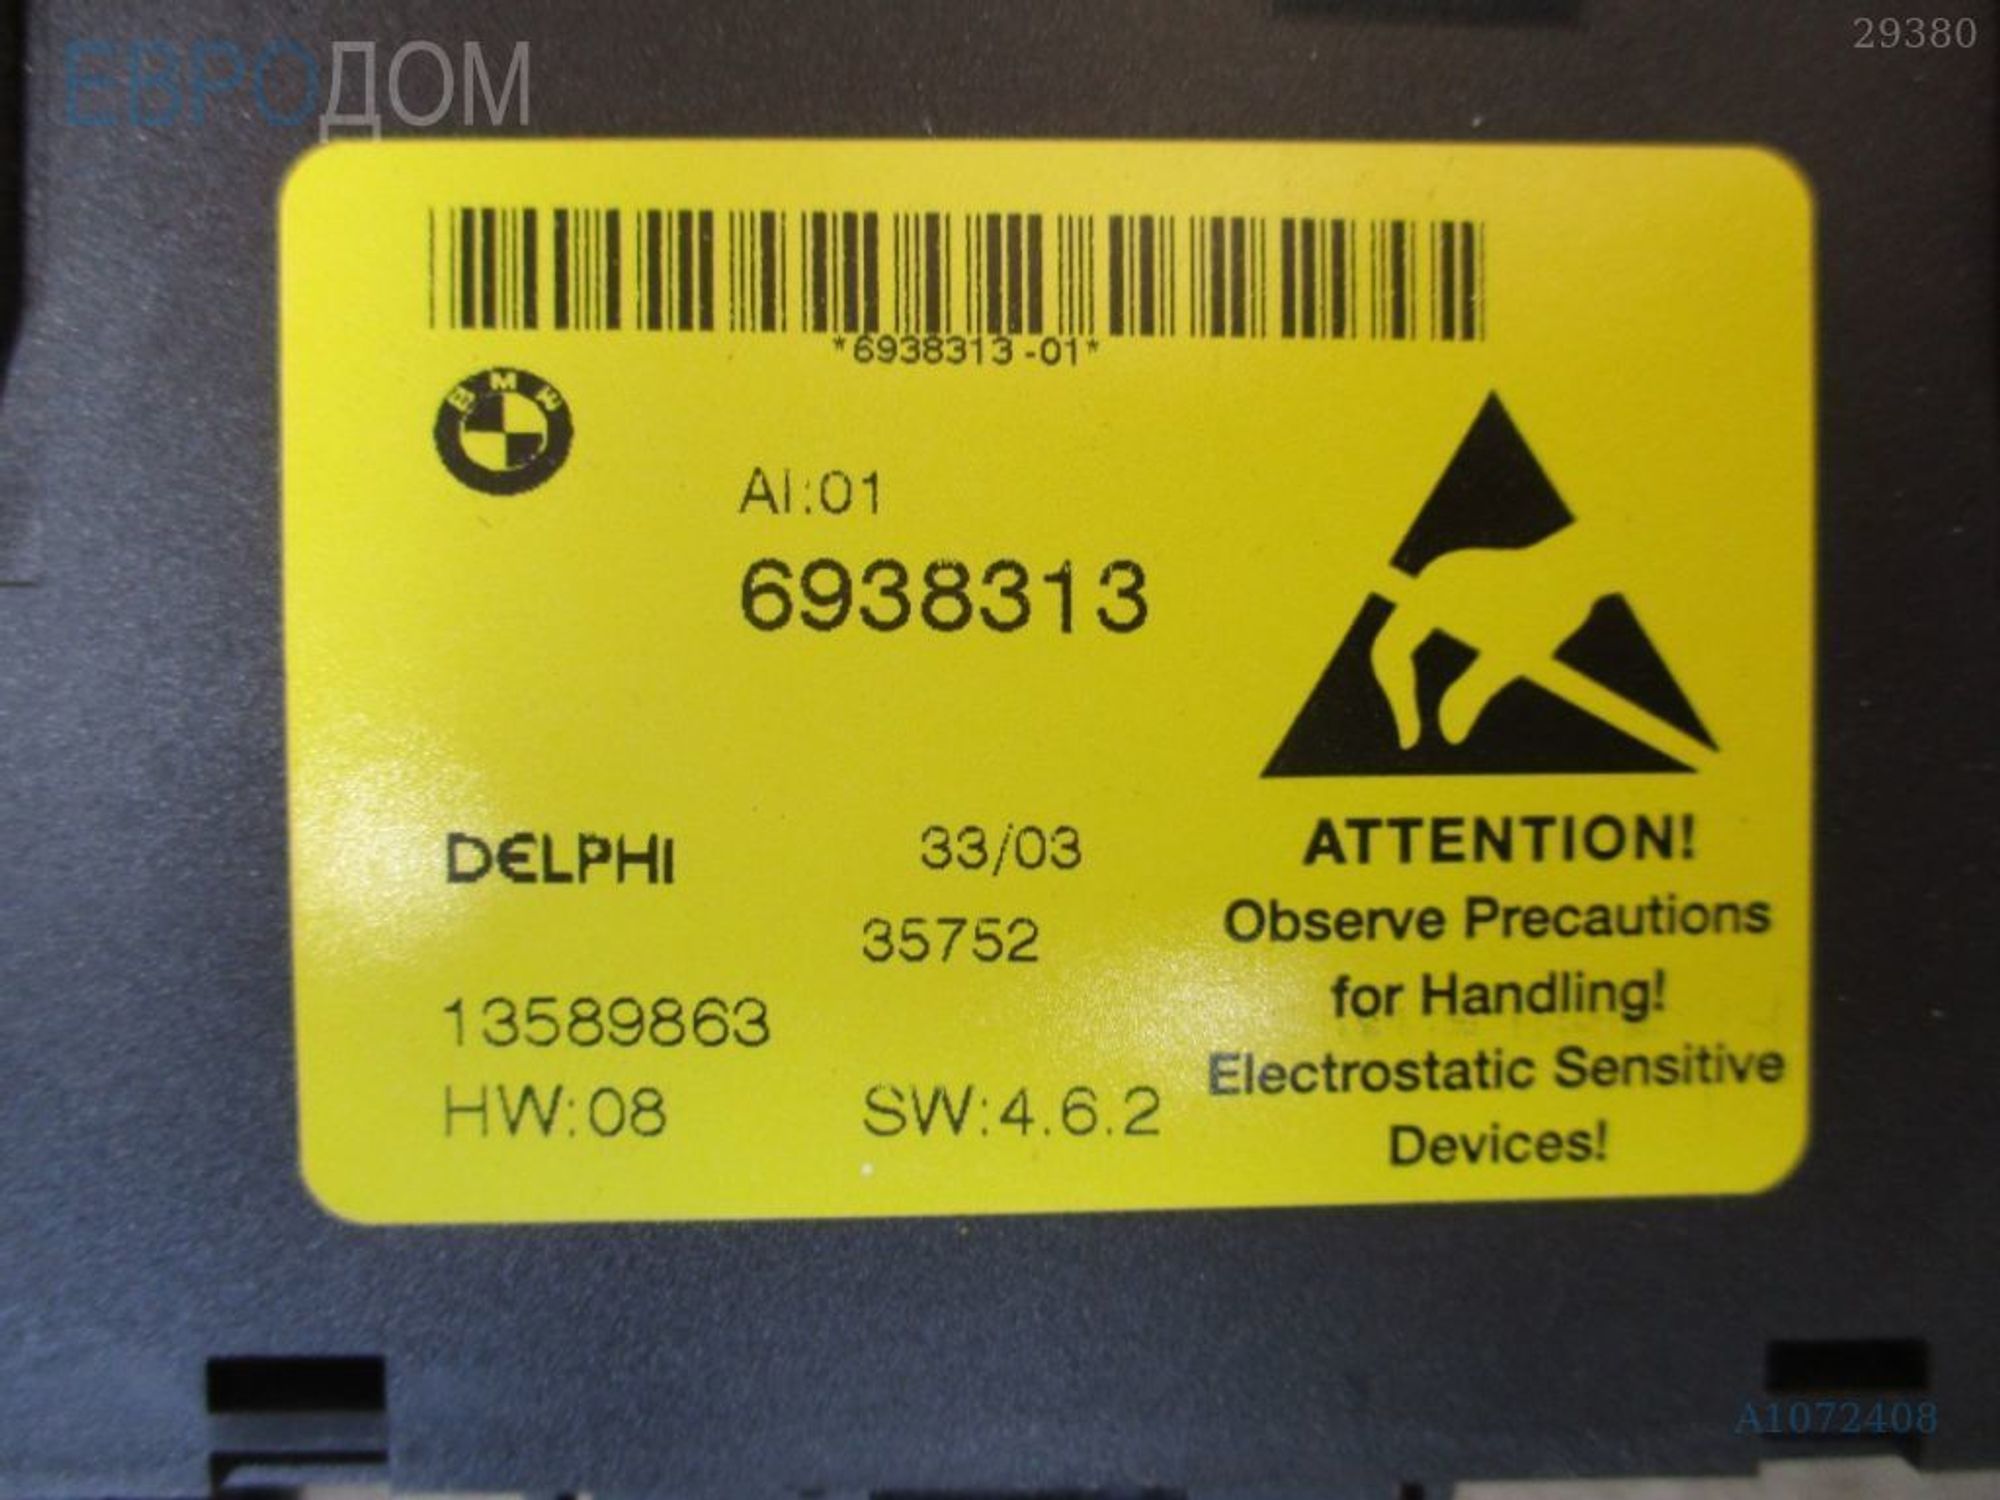 ЕВРОДОМ
29380
*6938313-01*
BMW
AI:01
6938313
DELPHI
33/03
35752
13589863
HW:08
SW:4.6.2
ATTENTION!
Observe Precautions
for Handling!
Electrostatic Sensitive
Devices!
A1072408